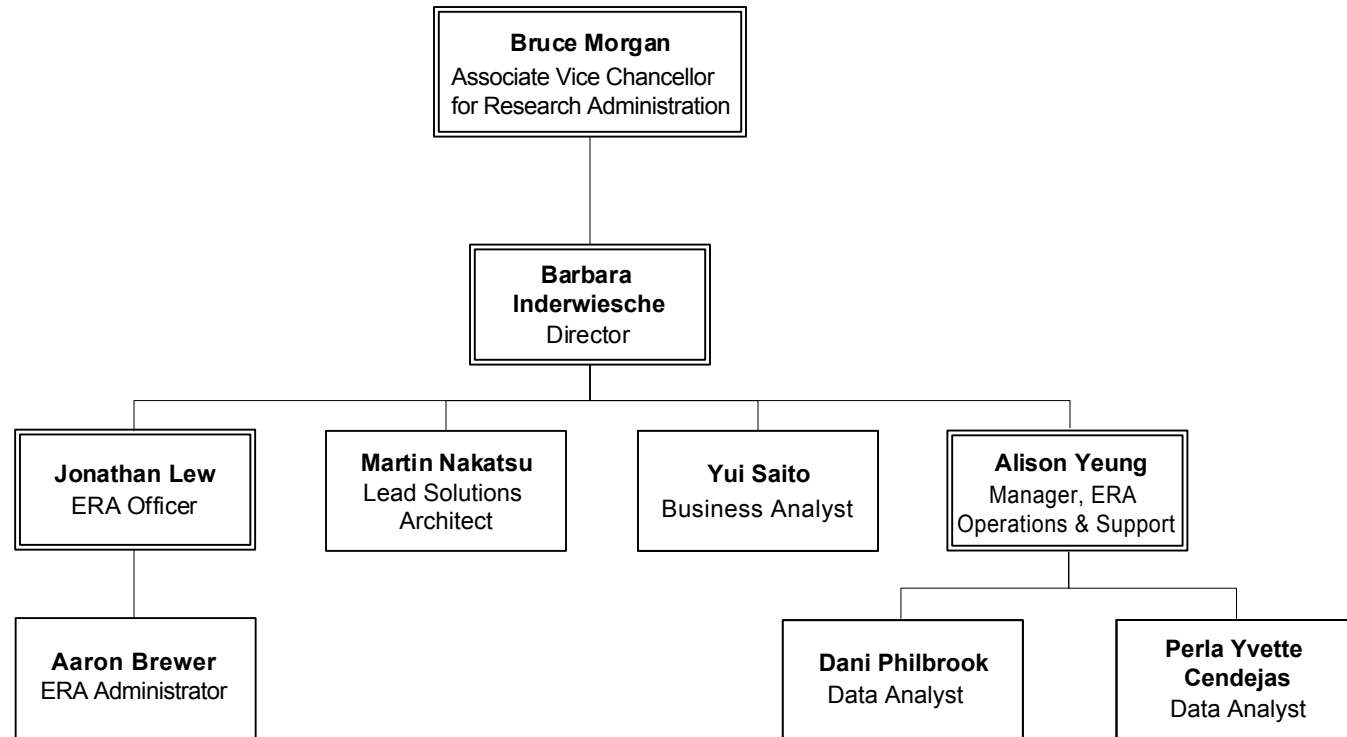 Bruce Morgan
Associate Vice Chancellor
for Research Administration
Barbara
Inderwiesche
Director
Jonathan Lew
ERA Officer
Martin Nakatsu
Lead Solutions
Architect
Yui Saito
Business Analyst
Alison Yeung
Manager, ERA
Operations & Support
Aaron Brewer
ERA Administrator
Dani Philbrook
Data Analyst
Perla Yvette
Cendejas
Data Analyst